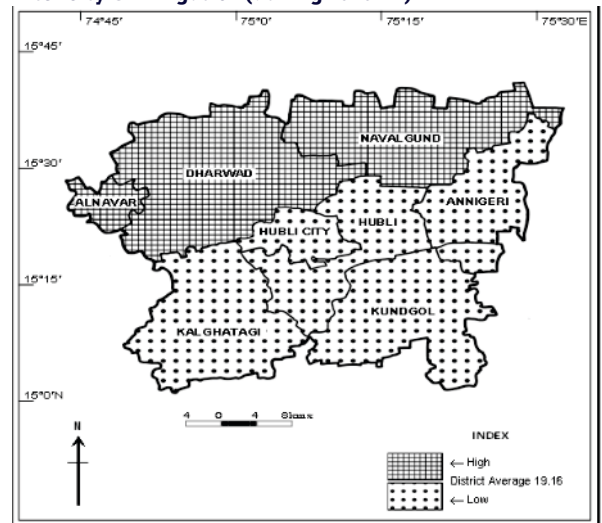 74°45' 75°0' 75°15' 75°30'E
15°45'
NAVALGUND
15°30'
DHARWAD
ALNAVAR
HUBLI
ANNIGERI
HUBLI CITY
15°15'
KUNDGOL
KALGHATAGI
15°0'
4 0 4 8
N
INDEX
← High
District Average 19.16
← Low